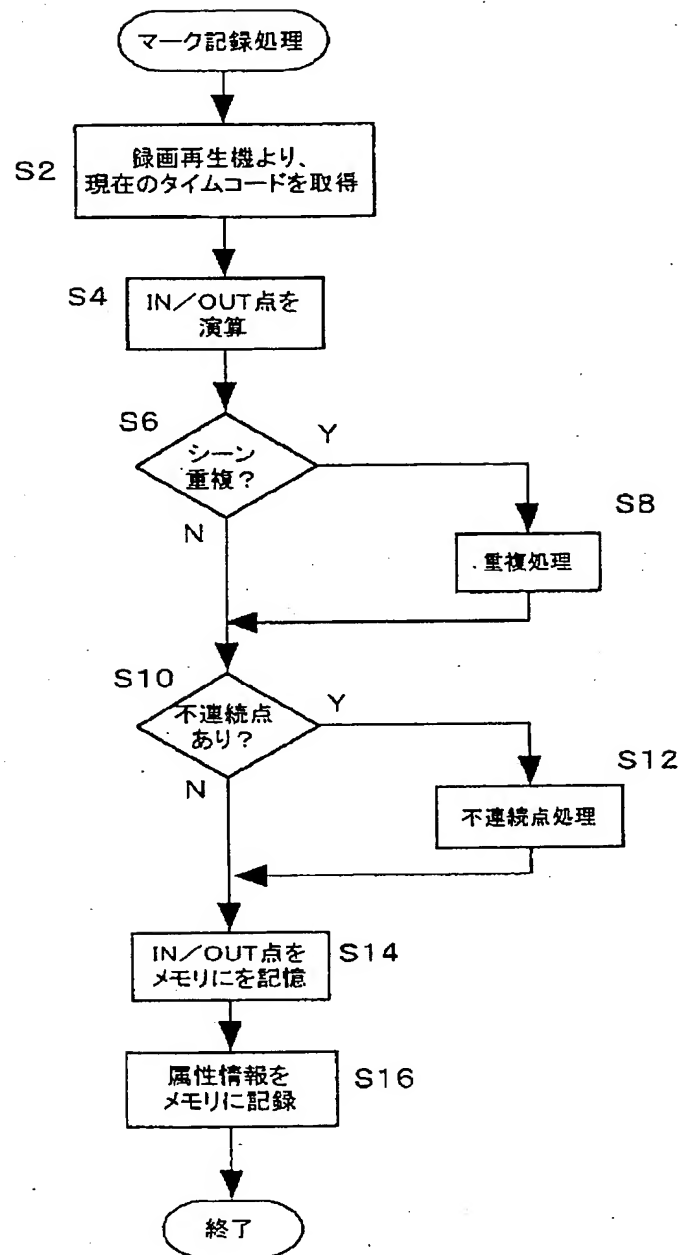 マーク記録処理
S2
録画再生機より、
現在のタイムコードを取得
S4
IN／OUT点を
演算
S6
シーン
重複？
Y
N
S8
重複処理
S10
不連続点
あり？
Y
N
S12
不連続点処理
IN／OUT点を
メモリにを記憶
S14
属性情報を
メモリに記録
S16
終了